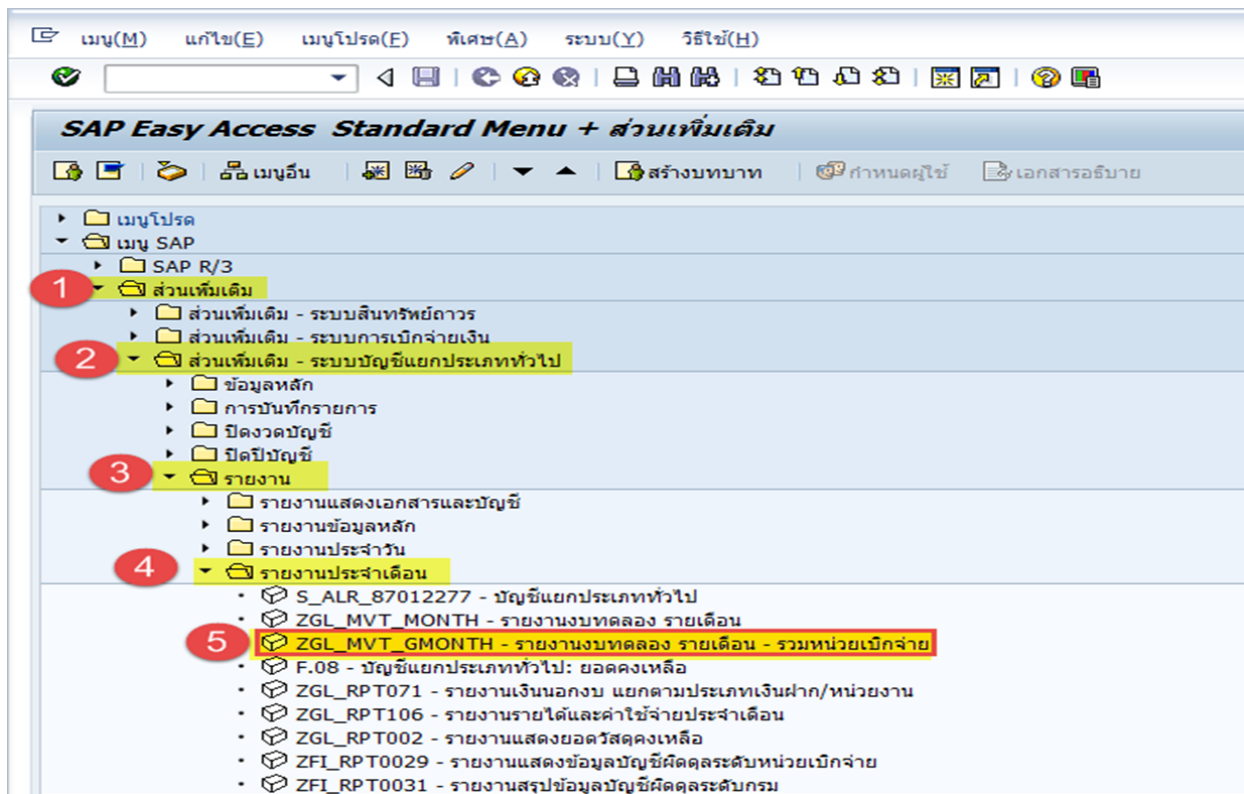 เมนู(M) แก้ไข(E) เมนูโปรด(F) พิเศษ(A) ระบบ(Y) วิธีใช้(H)
SAP Easy Access Standard Menu + ส่วนเพิ่มเติม
เมนูอื่น สร้างบทบาท กำหนดผู้ใช้ เอกสารอธิบาย
เมนูโปรด
เมนู SAP
SAP R/3
1 ส่วนเพิ่มเติม
ส่วนเพิ่มเติม - ระบบสินทรัพย์ถาวร
ส่วนเพิ่มเติม - ระบบการเบิกจ่ายเงิน
2 ส่วนเพิ่มเติม - ระบบบัญชีแยกประเภททั่วไป
ข้อมูลหลัก
การบันทึกรายการ
ปิดงวดบัญชี
ปิดปีบัญชี
3 รายงาน
รายงานแสดงเอกสารและบัญชี
รายงานข้อมูลหลัก
รายงานประจำวัน
4 รายงานประจำเดือน
S_ALR_87012277 - บัญชีแยกประเภททั่วไป
ZGL_MVT_MONTH - รายงานงบทดลอง รายเดือน
5 ZGL_MVT_GMONTH - รายงานงบทดลอง รายเดือน - รวมหน่วยเบิกจ่าย
F.08 - บัญชีแยกประเภททั่วไป: ยอดคงเหลือ
ZGL_RPT071 - รายงานเงินนอกงบ แยกตามประเภทเงินฝาก/หน่วยงาน
ZGL_RPT106 - รายงานรายได้และค่าใช้จ่ายประจำเดือน
ZGL_RPT002 - รายงานแสดงยอดวัสดุคงเหลือ
ZFI_RPT0029 - รายงานแสดงข้อมูลบัญชีผิดดุลระดับหน่วยเบิกจ่าย
ZFI_RPT0031 - รายงานสรุปข้อมูลบัญชีผิดดุลระดับกรม